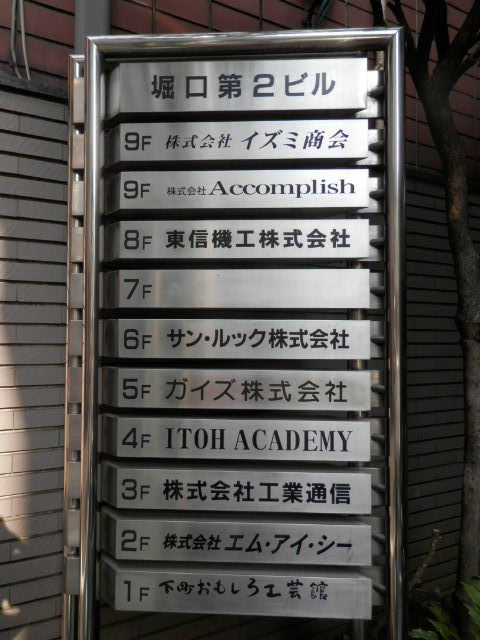 堀口第2ビル
9F 株式会社 イズミ商会
9F 株式会社 Accomplish
8F 東信機工株式会社
7F
6F サン・ルック株式会社
5F ガイズ株式会社
4F ITOH ACADEMY
3F 株式会社工業通信
2F 株式会社 エム・アイ・シー
1F 下町おもしろ工芸館